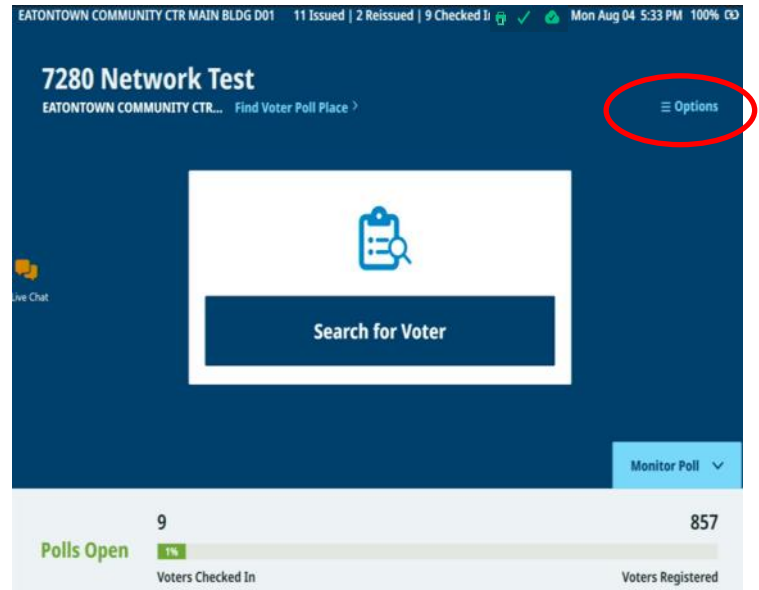 EATONTOWN COMMUNITY CTR MAIN BLDG D01 11 Issued | 2 Reissued | 9 Checked Mon Aug 04 5:33 PM 100%
7280 Network Test
EATONTOWN COMMUNITY CTR... Find Voter Poll Place >
≡ Options
Live Chat
Search for Voter
Monitor Poll
9 857
Polls Open 1%
Voters Checked In Voters Registered